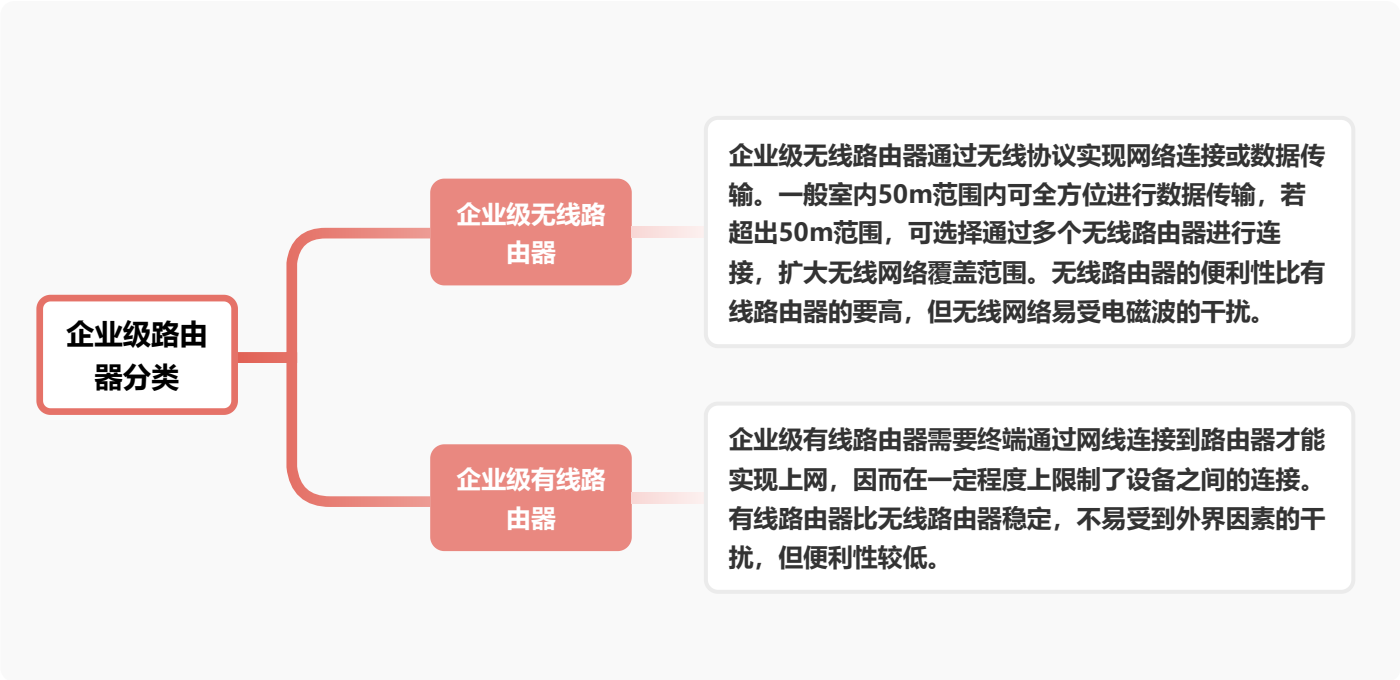 企业级路由
器分类
企业级无线路
由器
企业级无线路由器通过无线协议实现网络连接或数据传
输。一般室内50m范围内可全方位进行数据传输，若
超出50m范围，可选择通过多个无线路由器进行连
接，扩大无线网络覆盖范围。无线路由器的便利性比有
线路由器的要高，但无线网络易受电磁波的干扰。
企业级有线路
由器
企业级有线路由器需要终端通过网线连接到路由器才能
实现上网，因而在一定程度上限制了设备之间的连接。
有线路由器比无线路由器稳定，不易受到外界因素的干
扰，但便利性较低。